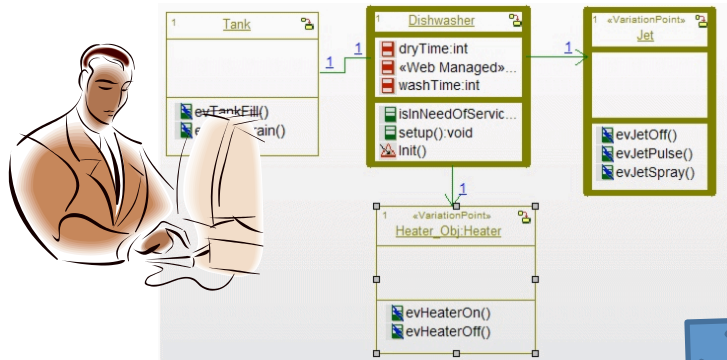 1
Tank
evTankFill()
rain()
1
1
Dishwasher
dryTime:int
«Web Managed»...
washTime:int
isInNeedOfServic...
setup():void
Init()
1
1 «VariationPoint»
Jet
evJetOff()
evJetPulse()
evJetSpray()
1
1 «VariationPoint»
Heater_Obj:Heater
evHeaterOn()
evHeaterOff()